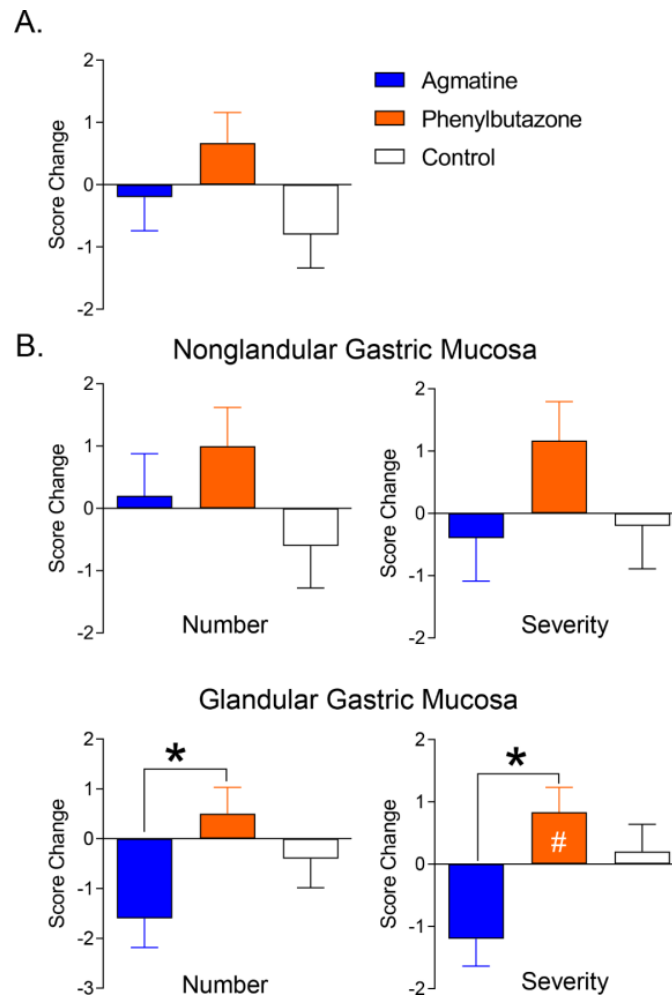 A.
2
1
0
-1
-2
Score Change
Agmatine
Phenylbutazone
Control
B.
Nonglandular Gastric Mucosa
2
1
0
-1
-2
Score Change
Number
2
1
0
-1
-2
Score Change
Severity
Glandular Gastric Mucosa
2
1
0
-1
-2
-3
Score Change
*
Number
2
1
0
-1
-2
Score Change
*
#
Severity